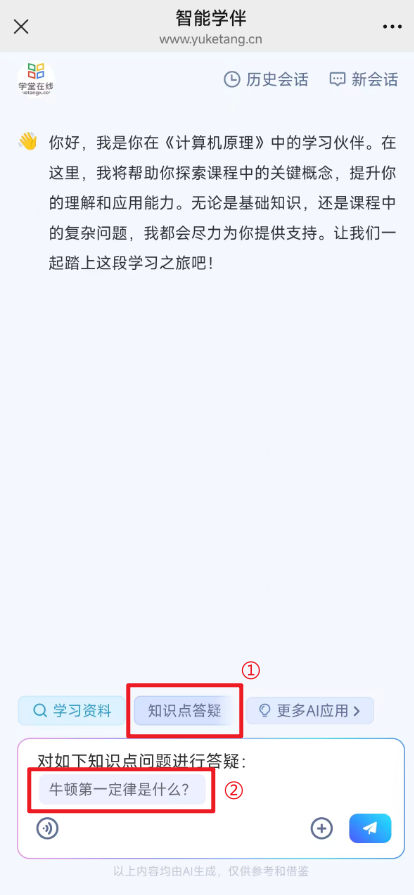 智能学伴
www.yuketang.cn
学堂在线
历史会话
新会话
👋 你好，我是你在《计算机原理》中的学习伙伴。在
这里，我将帮助你探索课程中的关键概念，提升你
的理解和应用能力。无论是基础知识，还是课程中
的复杂问题，我都会尽力为你提供支持。让我们一
起踏上这段学习之旅吧！
①
学习资料
知识点答疑
更多AI应用
对如下知识点问题进行答疑：
牛顿第一定律是什么？
②
以上内容均由AI生成，仅供参考和借鉴